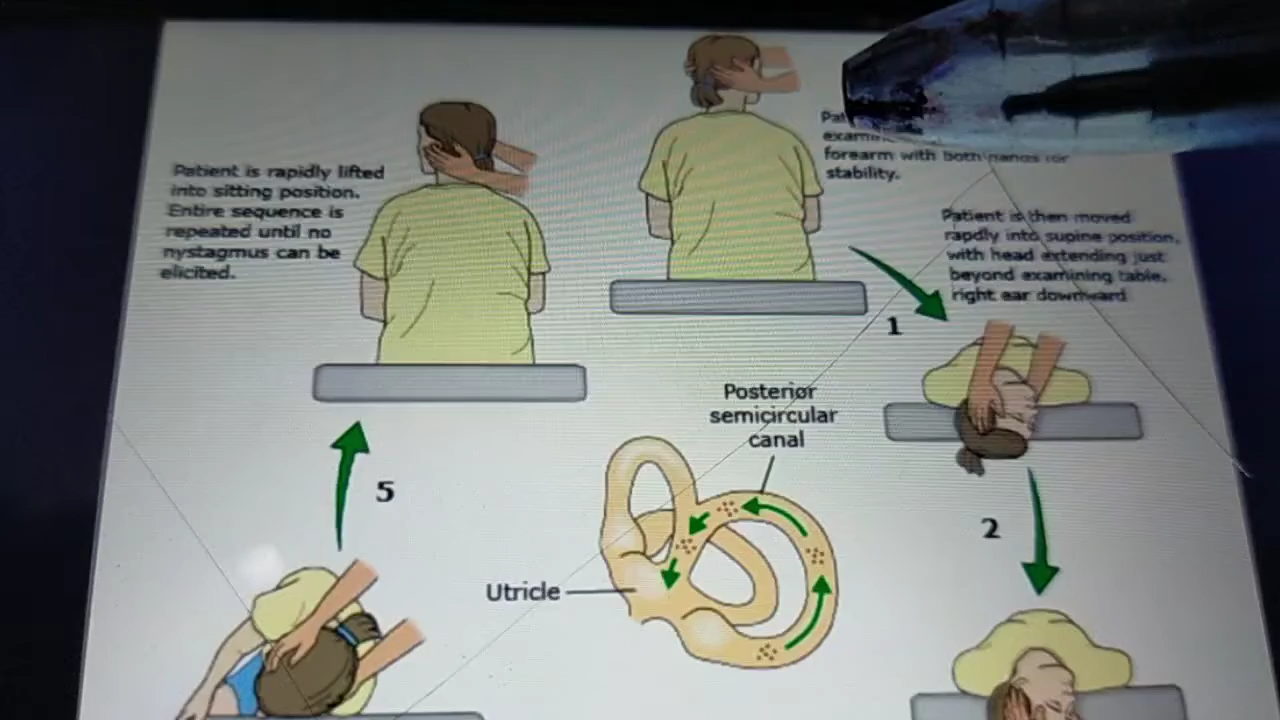 Patient is rapidly lifted
into sitting position.
Entire sequence is
repeated until no
nystagmus can be
elicited.
forearm with both hands for
stability.
Patient is then moved
rapdly into supine position,
with head extending just
beyond examining table,
right ear downward
1
Posterior
semicircular
canal
5
2
Utricle